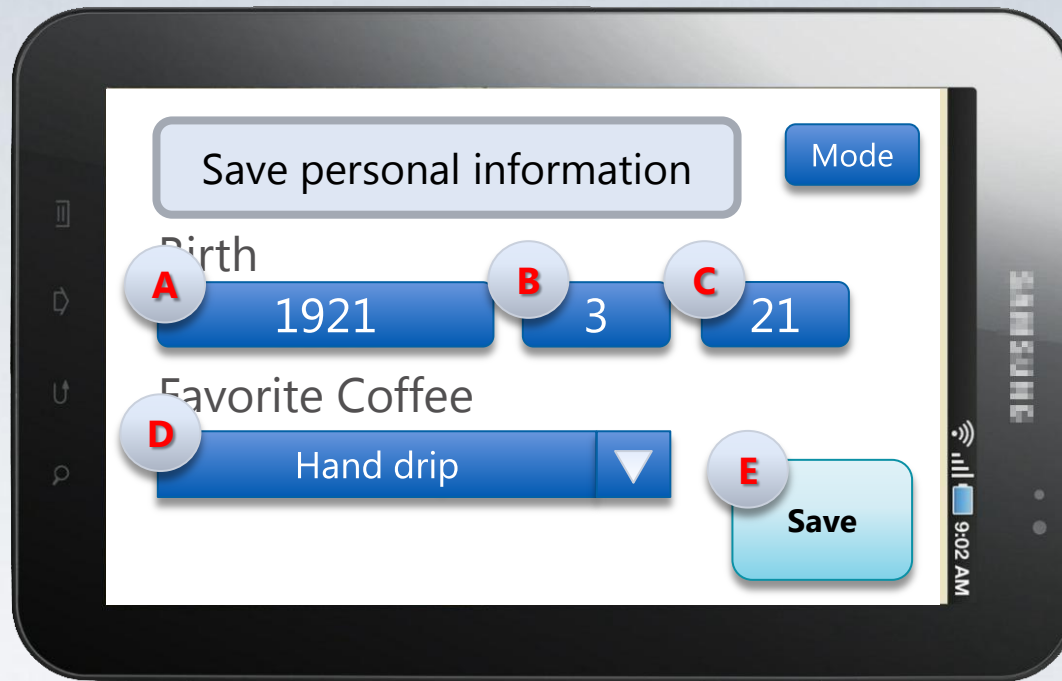 Save personal information
Mode
Birth
A
1921
B
3
C
21
Favorite Coffee
D
Hand drip
E
Save
9:02 AM